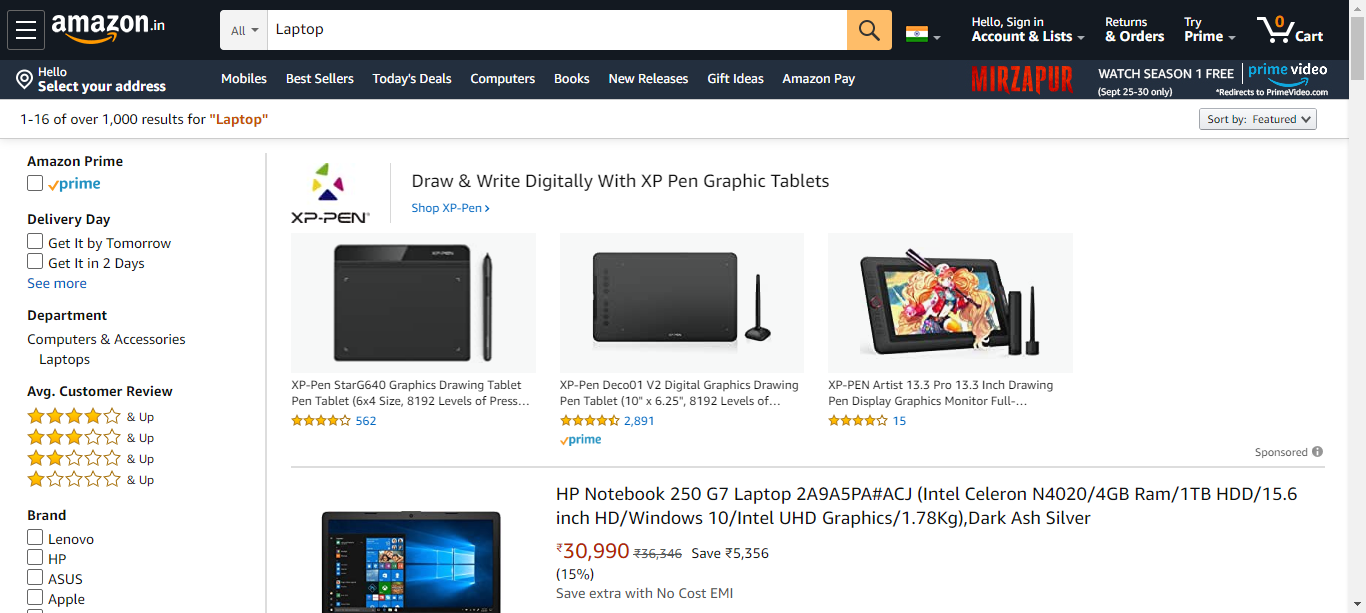 amazon.in
All
Laptop
Hello, Sign in
Account & Lists
Returns
& Orders
Try
Prime
0
Cart
Hello
Select your address
Mobiles
Best Sellers
Today's Deals
Computers
Books
New Releases
Gift Ideas
Amazon Pay
MIRZAPUR
WATCH SEASON 1 FREE
(Sept 25-30 only)
prime video
*Redirects to PrimeVideo.com
1-16 of over 1,000 results for "Laptop"
Sort by: Featured
Amazon Prime
prime
Delivery Day
Get It by Tomorrow
Get It in 2 Days
See more
Department
Computers & Accessories
Laptops
Avg. Customer Review
& Up
& Up
& Up
& Up
Brand
Lenovo
HP
ASUS
Apple
XP-PEN®
Draw & Write Digitally With XP Pen Graphic Tablets
Shop XP-Pen ›
XP-Pen StarG640 Graphics Drawing Tablet
Pen Tablet (6x4 Size, 8192 Levels of Press...
562
XP-Pen Deco01 V2 Digital Graphics Drawing
Pen Tablet (10" x 6.25", 8192 Levels of...
2,891
prime
XP-PEN Artist 13.3 Pro 13.3 Inch Drawing
Pen Display Graphics Monitor Full-...
15
Sponsored
HP Notebook 250 G7 Laptop 2A9A5PA#ACJ (Intel Celeron N4020/4GB Ram/1TB HDD/15.6
inch HD/Windows 10/Intel UHD Graphics/1.78Kg),Dark Ash Silver
₹30,990 ₹36,346 Save ₹5,356
(15%)
Save extra with No Cost EMI